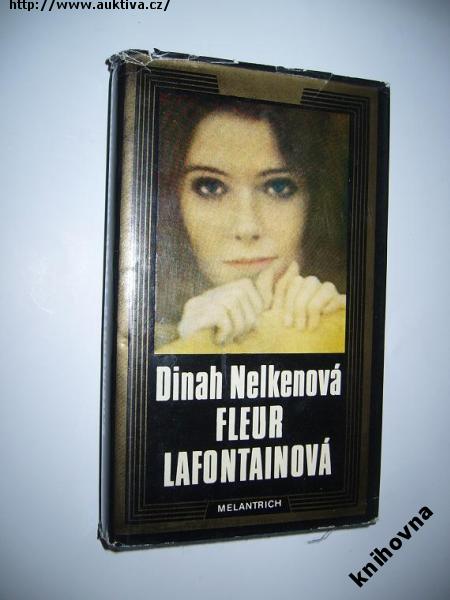 http://www.auktiva.cz/
Dinah Nelkenová
FLEUR
LAFONTAINOVÁ
MELANTRICH
knihovna